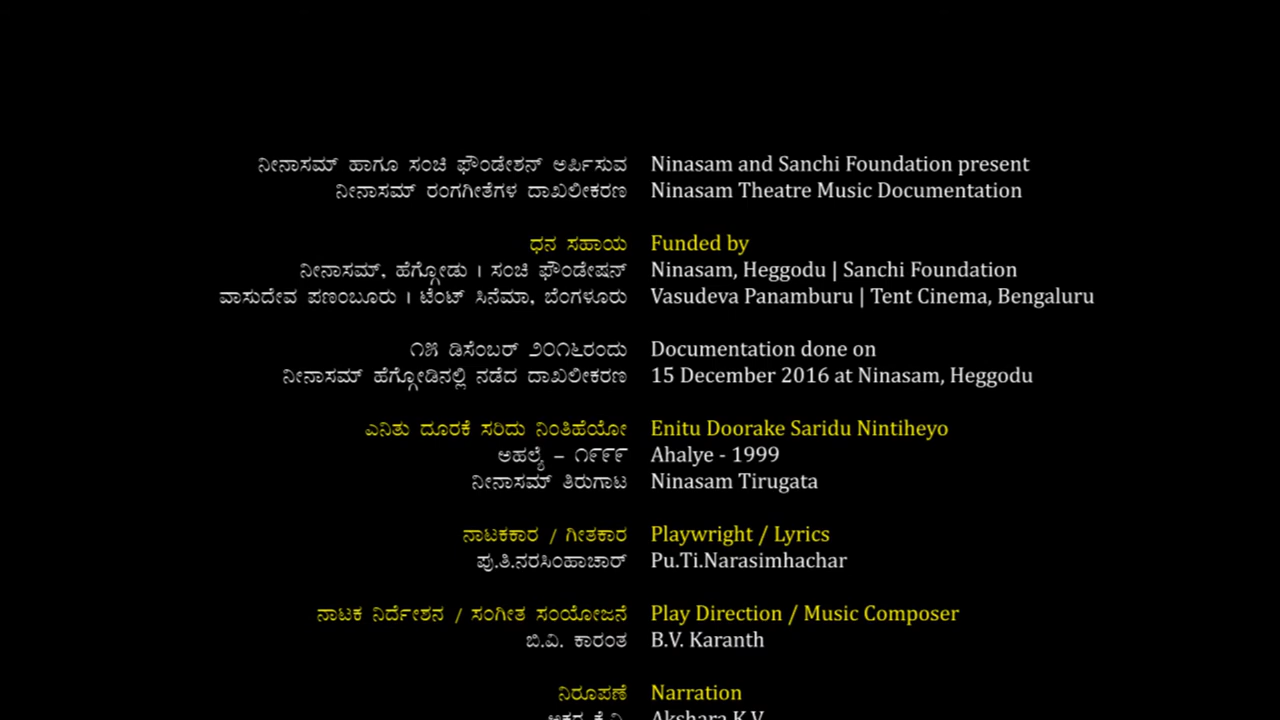 ನೀನಾಸಮ್ ಹಾಗೂ ಸಂಚಿ ಫೌಂಡೇಶನ್ ಅರ್ಪಿಸುವ Ninasam and Sanchi Foundation present
ನೀನಾಸಮ್ ರಂಗಗೀತೆಗಳ ದಾಖಲೀಕರಣ Ninasam Theatre Music Documentation
ಧನ ಸಹಾಯ Funded by
ನೀನಾಸಮ್, ಹೆಗ್ಗೋಡು | ಸಂಚಿ ಫೌಂಡೇಷನ್ Ninasam, Heggodu | Sanchi Foundation
ವಾಸುದೇವ ಪಣಂಬೂರು | ಟೆಂಟ್ ಸಿನೆಮಾ, ಬೆಂಗಳೂರು Vasudeva Panamburu | Tent Cinema, Bengaluru
೧೫ ಡಿಸೆಂಬರ್ ೨೦೧೬ರಂದು Documentation done on
ನೀನಾಸಮ್ ಹೆಗ್ಗೋಡಿನಲ್ಲಿ ನಡೆದ ದಾಖಲೀಕರಣ 15 December 2016 at Ninasam, Heggodu
ಎನಿತು ದೂರಕೆ ಸರಿದು ನಿಂತಿಹೆಯೋ Enitu Doorake Saridu Nintiheyo
ಅಹಲ್ಯೆ – ೧೯೯೯ Ahalye - 1999
ನೀನಾಸಮ್ ತಿರುಗಾಟ Ninasam Tirugata
ನಾಟಕಕಾರ / ಗೀತಕಾರ Playwright / Lyrics
ಪು.ತಿ.ನರಸಿಂಹಾಚಾರ್ Pu.Ti.Narasimhachar
ನಾಟಕ ನಿರ್ದೇಶನ / ಸಂಗೀತ ಸಂಯೋಜನೆ Play Direction / Music Composer
ಬಿ.ವಿ. ಕಾರಂತ B.V. Karanth
ನಿರೂಪಣೆ Narration
Akshara K.V.